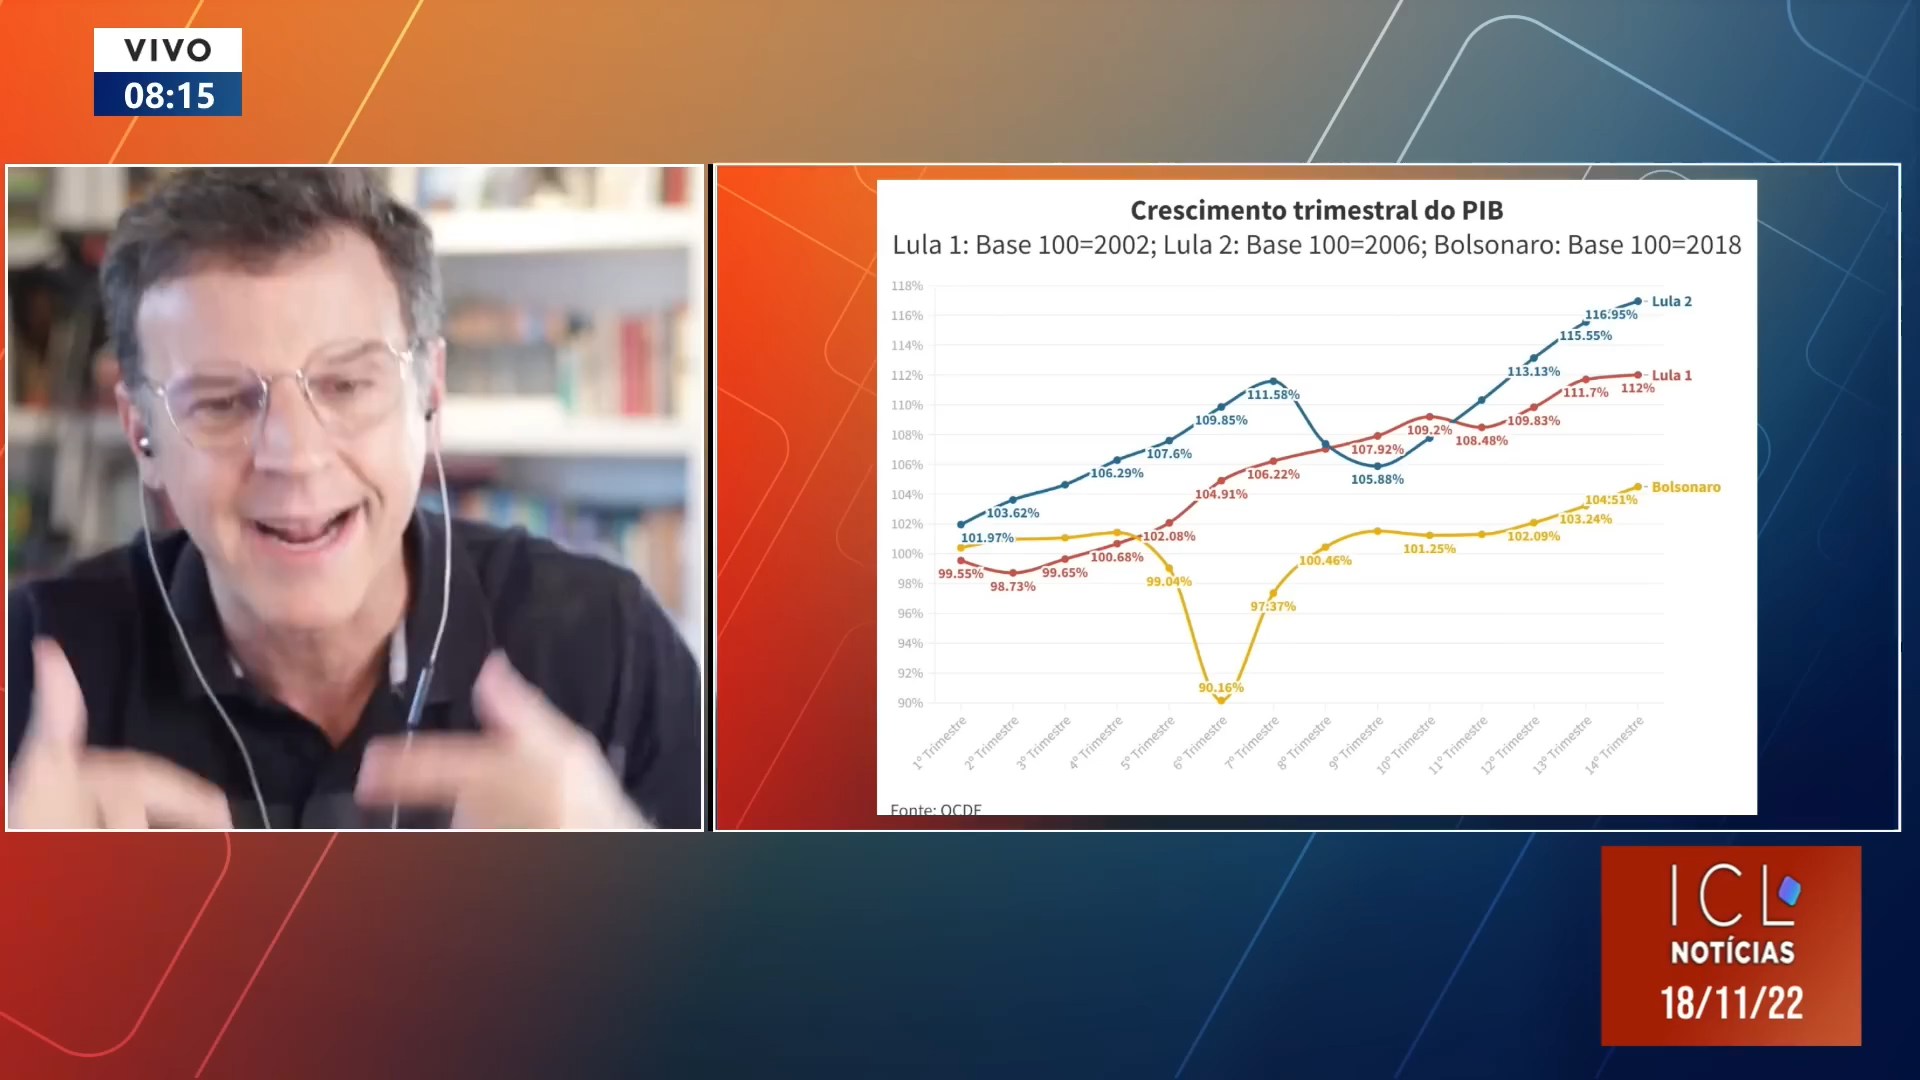 VIVO
08:15
Crescimento trimestral do PIB
Lula 1: Base 100=2002; Lula 2: Base 100=2006; Bolsonaro: Base 100=2018
118%
116%
114%
112%
110%
108%
106%
104%
102%
100%
98%
96%
94%
92%
90%
101.97%
103.62%
106.29%
107.6%
109.85%
111.58%
105.88%
113.13%
115.55%
116.95%
Lula 2
99.55%
98.73%
99.65%
100.68%
102.08%
104.91%
106.22%
107.92%
109.2%
108.48%
109.83%
111.7%
112%
Lula 1
99.04%
90.16%
97.37%
100.46%
101.25%
102.09%
103.24%
104.51%
Bolsonaro
1º Trimestre
2º Trimestre
3º Trimestre
4º Trimestre
5º Trimestre
6º Trimestre
7º Trimestre
8º Trimestre
9º Trimestre
10º Trimestre
11º Trimestre
12º Trimestre
13º Trimestre
14º Trimestre
Fonte: OCDE
ICL
NOTÍCIAS
18/11/22